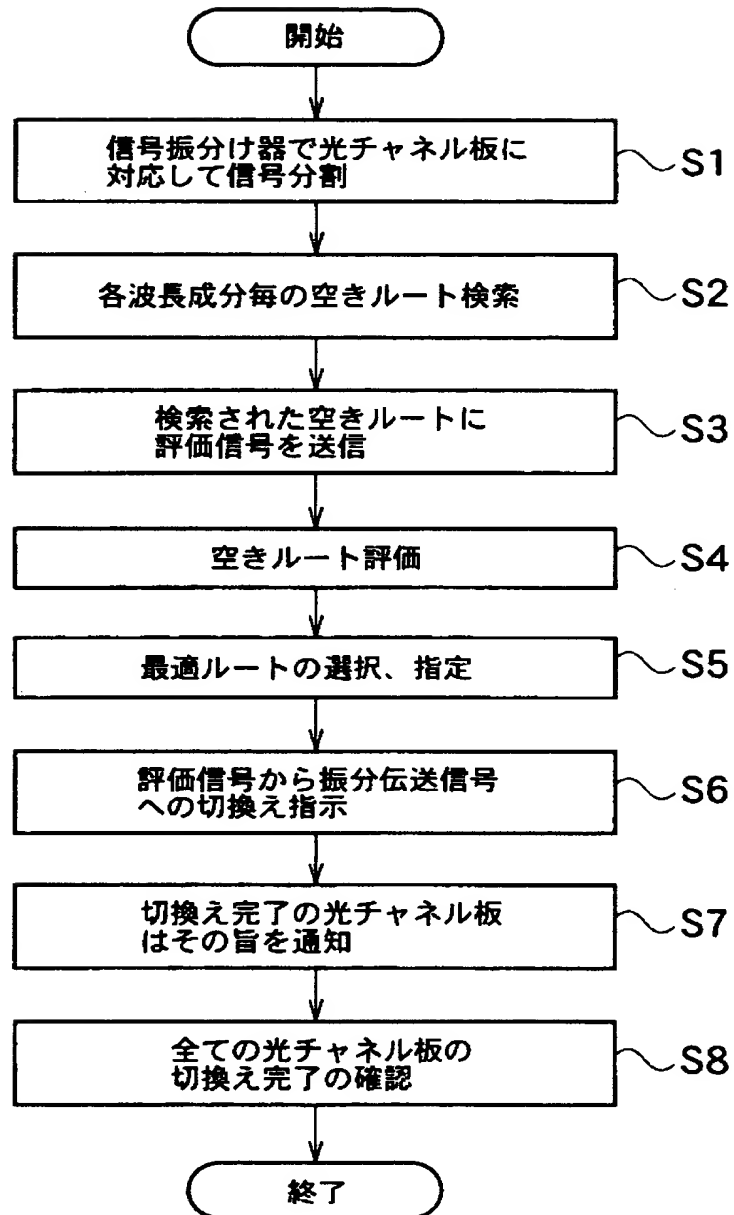 開始
信号振分け器で光チャネル板に
対応して信号分割
S1
各波長成分毎の空きルート検索
S2
検索された空きルートに
評価信号を送信
S3
空きルート評価
S4
最適ルートの選択、指定
S5
評価信号から振分伝送信号
への切換え指示
S6
切換え完了の光チャネル板
はその旨を通知
S7
全ての光チャネル板の
切換え完了の確認
S8
終了